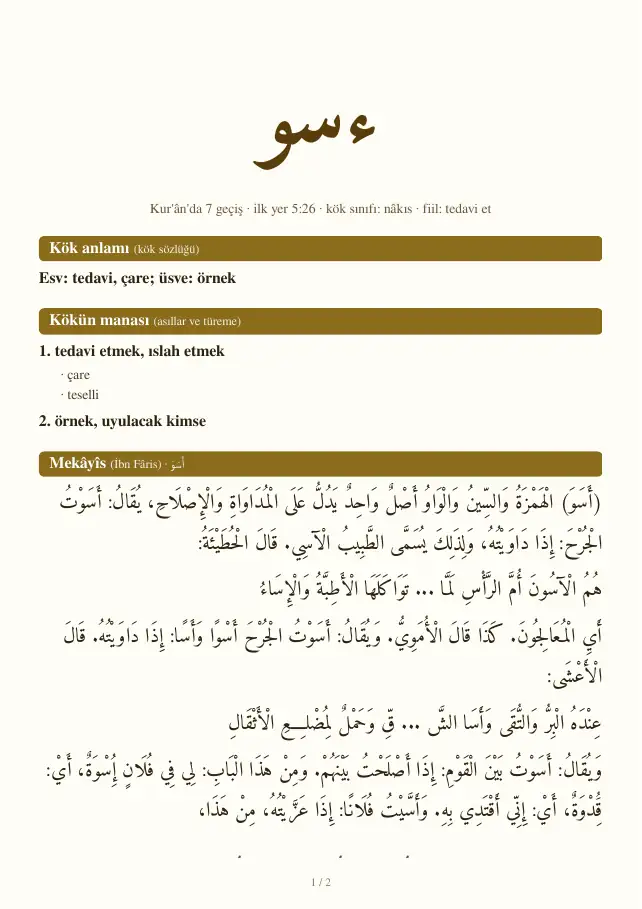 ءسو
Kur'ân'da 7 geçiş · ilk yer 5:26 · kök sınıfı: nâkıs · fiil: tedavi et
Kök anlamı (kök sözlüğü)
Esv: tedavi, çare; üsve: örnek
Kökün manası (asıllar ve türeme)
1. tedavi etmek, ıslah etmek
· çare
· teselli
2. örnek, uyulacak kimse
Mekâyîs (İbn Fâris) · أَسَوَ
(أَسَوَ) الْهَمْزَةُ وَالسِّينُ وَالْوَاوُ أَصْلٌ وَاحِدٌ يَدُلُّ عَلَى الْمُدَاوَاةِ وَالْإِصْلَاحِ، يُقَالُ: أَسَوْتُ
الْجُرْحَ: إِذَا دَاوَيْتُهُ، وَلِذَلِكَ يُسَمَّى الطَّبِيبُ الْآسِي. قَالَ الْحُطَيْئَةُ:
هُمُ الْآسُونَ أُمَّ الرَّأْسِ لَمَّا ... تَوَاكَلَهَا الْأَطِبَّةُ وَالْإِسَاءُ
أَيِ الْمُعَالِجُونَ. كَذَا قَالَ الْأُمَوِيُّ. وَيُقَالُ: أَسَوْتُ الْجُرْحَ أَسْوًا وَأَسًا: إِذَا دَاوَيْتُهُ. قَالَ
الْأَعْشَى:
عِنْدَهُ الْبِرُّ وَالتُّقَى وَأَسَا الشَّ ... قِّ وَحَمْلٌ لِمُضْلِعِ الْأَثْقَالِ
وَيُقَالُ: أَسَوْتُ بَيْنَ الْقَوْمِ: إِذَا أَصْلَحْتُ بَيْنَهُمْ. وَمِنْ هَذَا الْبَابِ: لِي فِي فُلَانٍ إِسْوَةٌ، أَيْ:
قُدْوَةٌ، أَيْ: إِنِّي أَقْتَدِي بِهِ. وَأَسَّيْتُ فُلَانًا: إِذَا عَزَّيْتُهُ، مِنْ هَذَا،
1 / 2